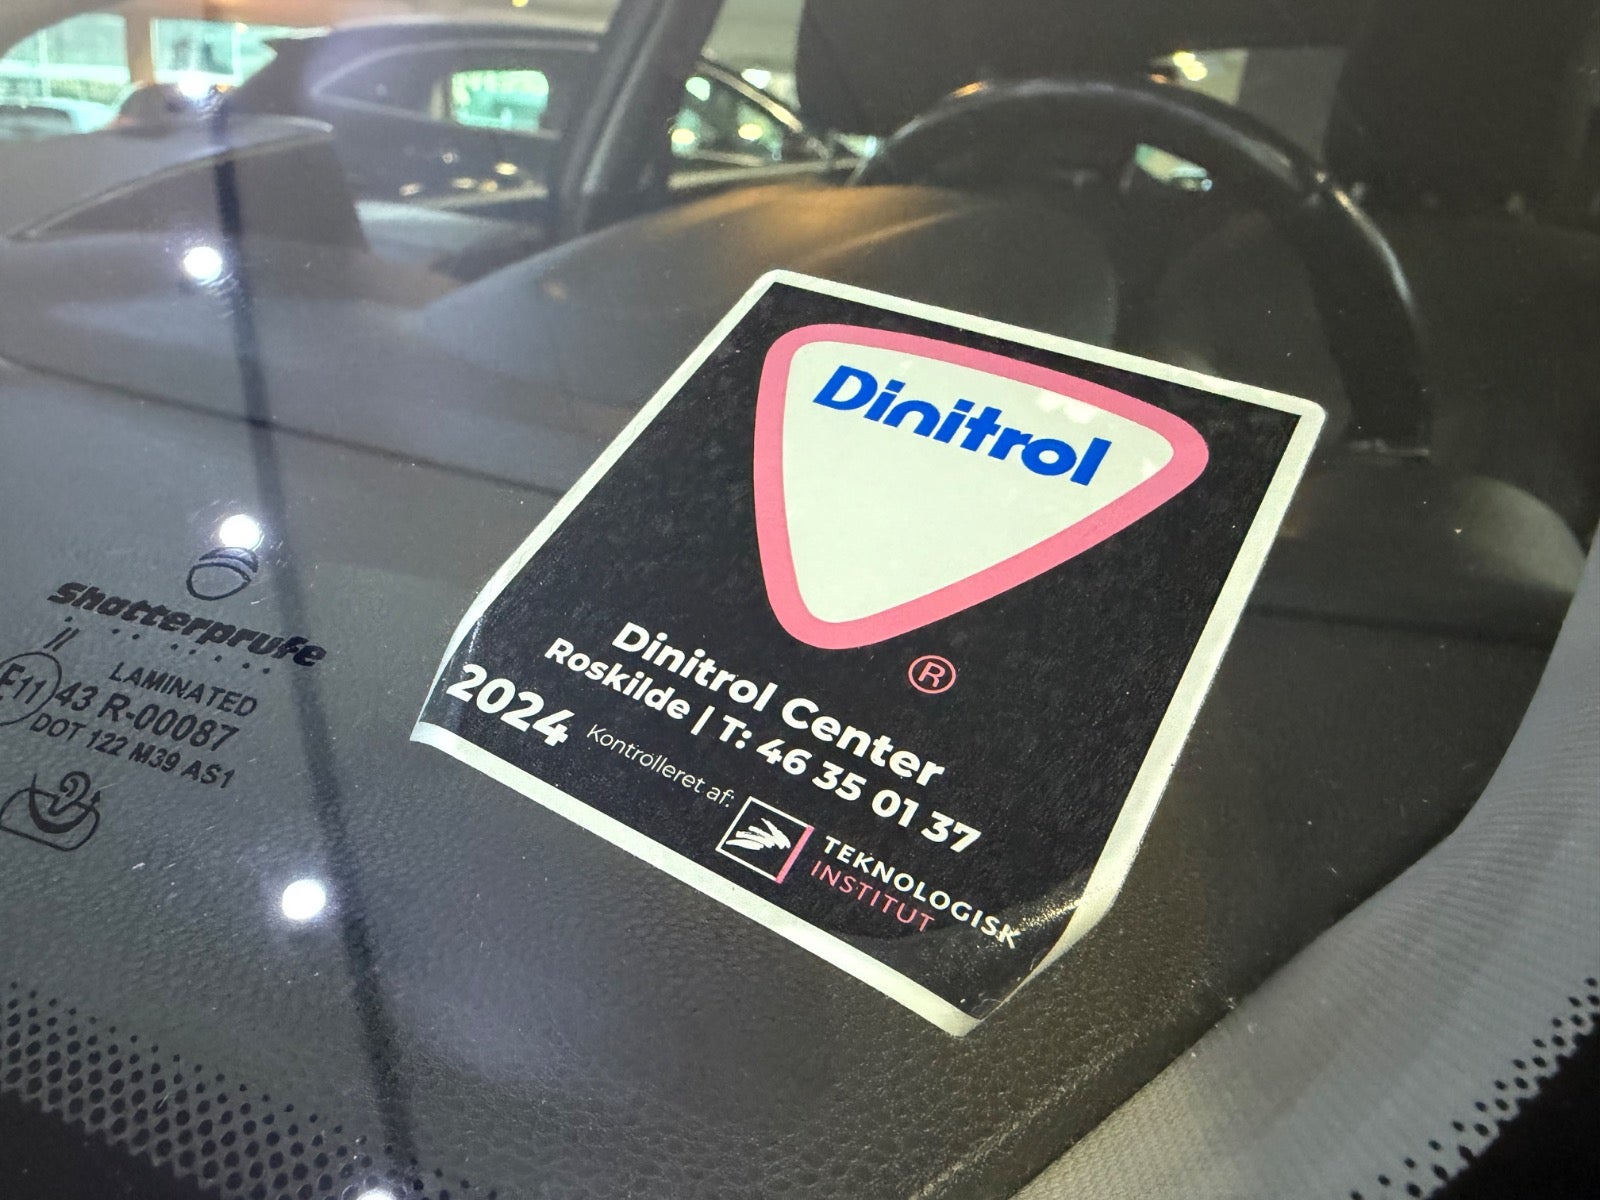 Dinitrol
®
Dinitrol Center
Roskilde | T: 46 35 01 37
2024 Kontrolleret af:
TEKNOLOGISK
INSTITUT
Shatterprufe
LAMINATED
E11 43 R-00087
DOT 122 M39 AS1